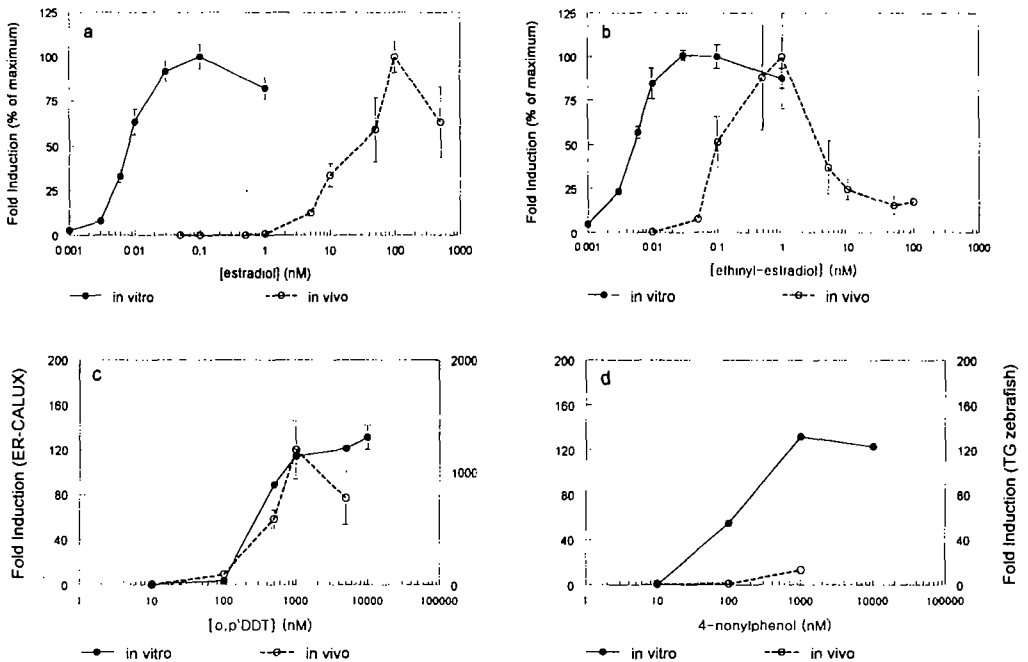 a
Fold Induction (% of maximum)
125
100
75
50
25
0
0 001
0.01
0.1
1
10
100
1000
[estradiol] (nM)
in vitro
in vivo
b
Fold Induction (% of maximum)
125
100
75
50
25
0
0 001
0 01
0 1
1
10
100
1000
[ethinyl-estradiol] (nM)
in vitro
in vivo
c
Fold Induction (ER-CALUX)
200
160
120
80
40
0
2000
1000
0
1
10
100
1000
10000
100000
[o,p'DDT] (nM)
in vitro
in vivo
d
200
160
120
80
40
0
200
160
120
80
40
0
Fold Induction (TG zebrafish)
1
10
100
1000
10000
100000
4-nonylphenol (nM)
in vitro
in vivo